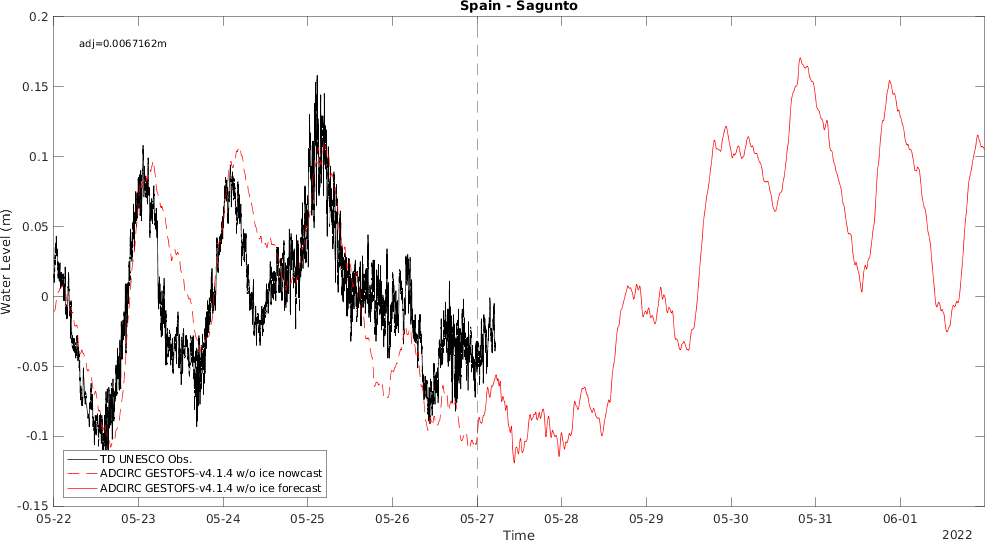 Spain - Sagunto
adj=0.0067162m
0.2
0.15
0.1
0.05
0
-0.05
-0.1
-0.15
Water Level (m)
TD UNESCO Obs.
ADCIRC GESTOFS-v4.1.4 w/o ice nowcast
ADCIRC GESTOFS-v4.1.4 w/o ice forecast
05-22 05-23 05-24 05-25 05-26 05-27 05-28 05-29 05-30 05-31 06-01
Time
2022